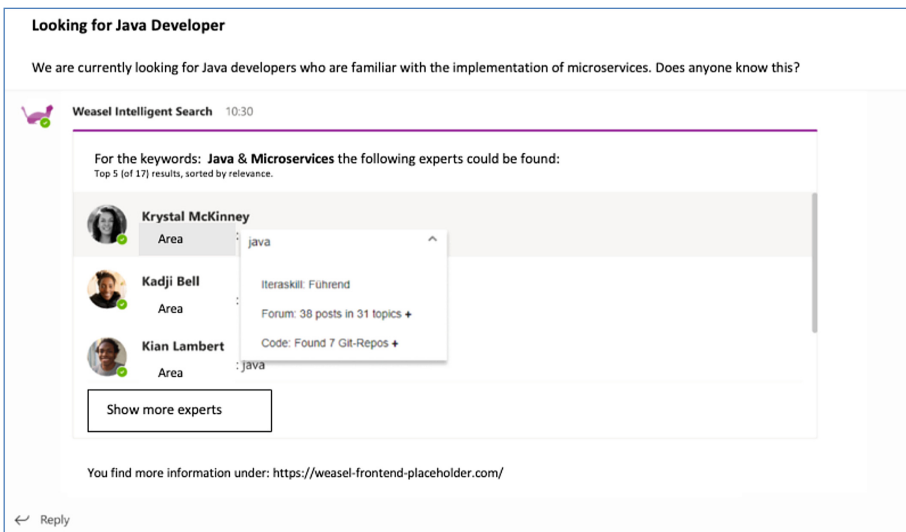 Looking for Java Developer
We are currently looking for Java developers who are familiar with the implementation of microservices. Does anyone know this?
Weasel Intelligent Search 10:30
For the keywords: Java & Microservices the following experts could be found:
Top 5 (of 17) results, sorted by relevance.
Krystal McKinney
Area :
java
Iteraskill: Führend
Forum: 38 posts in 31 topics +
Code: Found 7 Git-Repos +
Kadji Bell
Area :
Kian Lambert
Area : java
Show more experts
You find more information under: https://weasel-frontend-placeholder.com/
Reply